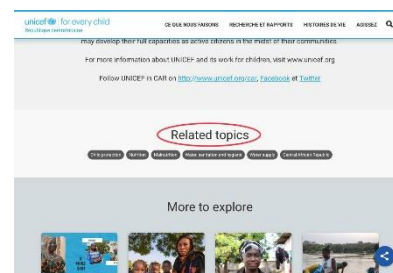 unicef for every child
République centrafricaine
CE QUE NOUS FAISONS RECHERCHE ET RAPPORTS HISTOIRES DE VIE AGISSEZ
may develop their full capacities as active citizens in the midst of their communities.
For more information about UNICEF and its work for children, visit www.unicef.org
Follow UNICEF in CAR on http://www.unicef.org/car, Facebook et Twitter
Related topics
Child protection Nutrition Malnutrition Water, sanitation and hygiene Water supply Central African Republic
More to explore